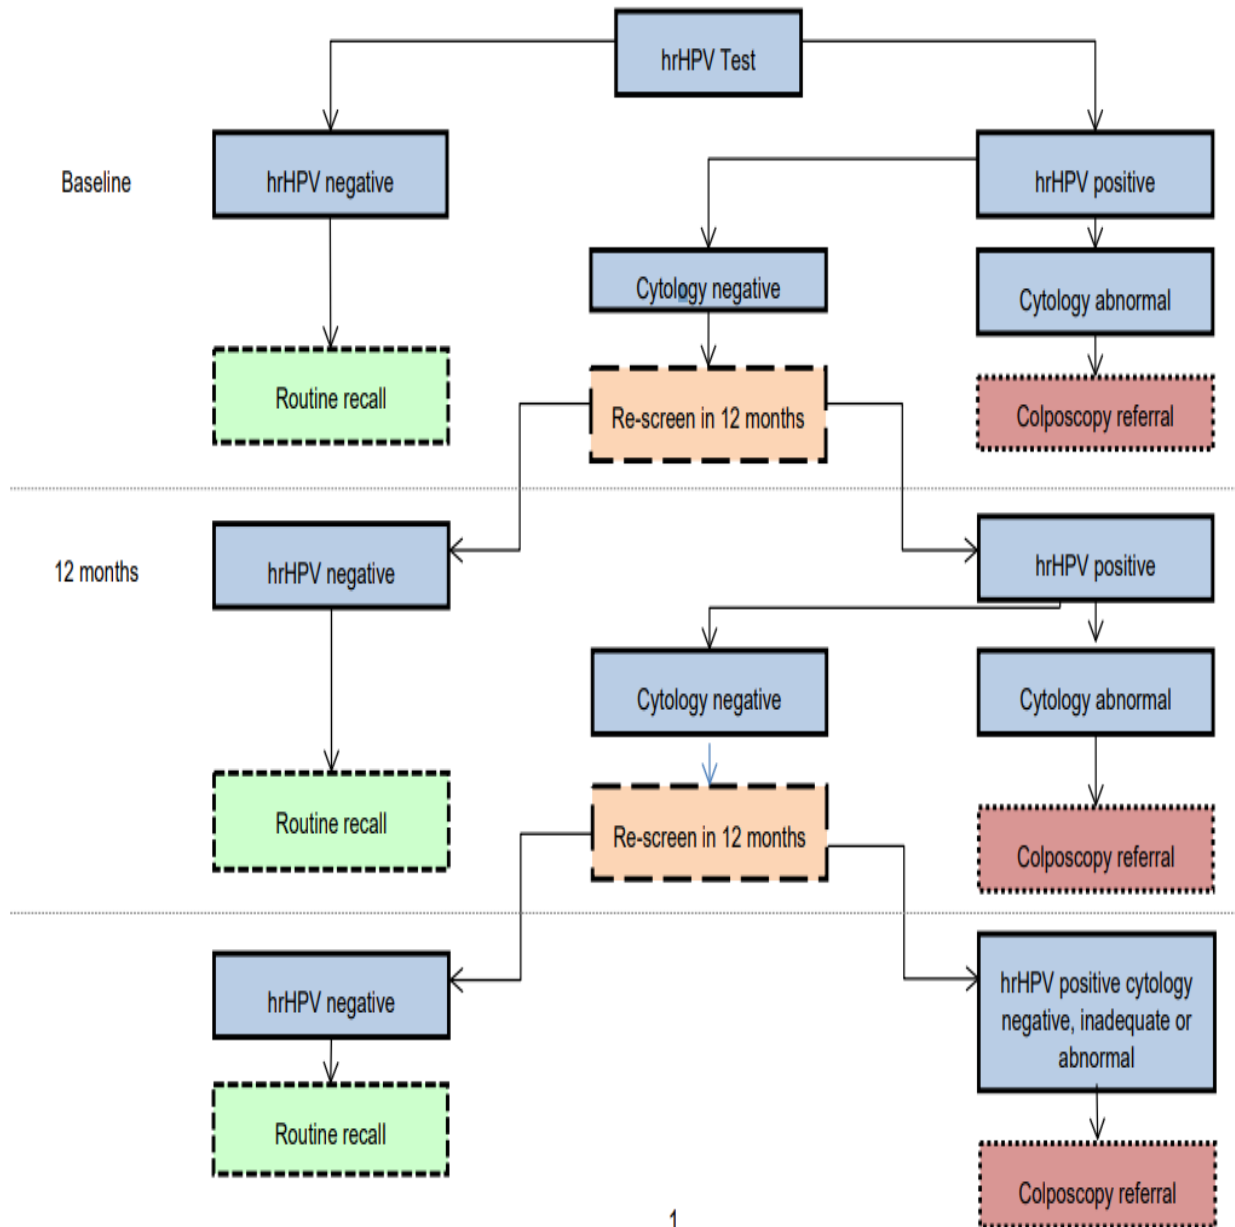 hrHPV Test
Baseline
hrHPV negative
hrHPV positive
Cytology negative
Cytology abnormal
Routine recall
Re-screen in 12 months
Colposcopy referral
12 months
hrHPV negative
hrHPV positive
Cytology negative
Cytology abnormal
Routine recall
Re-screen in 12 months
Colposcopy referral
hrHPV negative
hrHPV positive cytology
negative, inadequate or
abnormal
Routine recall
Colposcopy referral
1